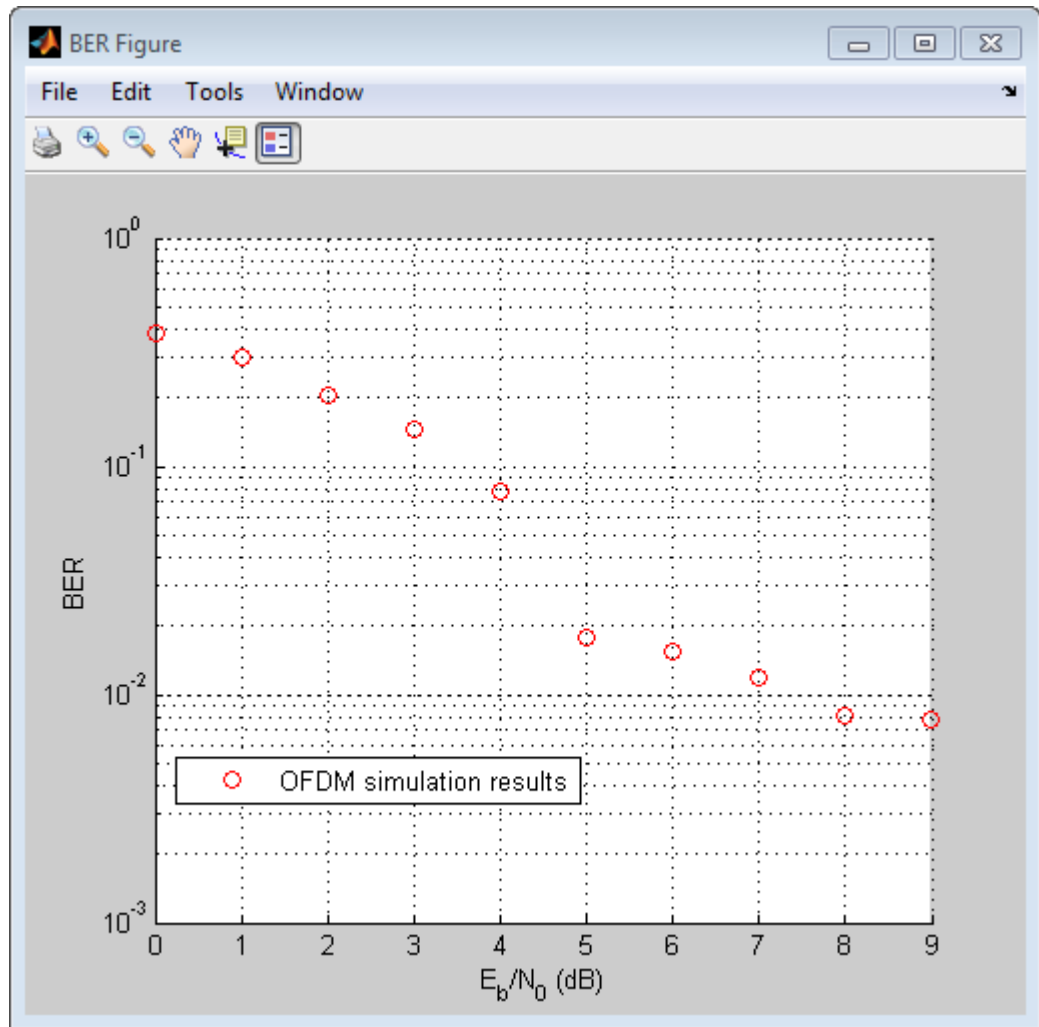 BER Figure
File Edit Tools Window
10^0
10^-1
10^-2
10^-3
BER
OFDM simulation results
0 1 2 3 4 5 6 7 8 9
E_b/N_0 (dB)